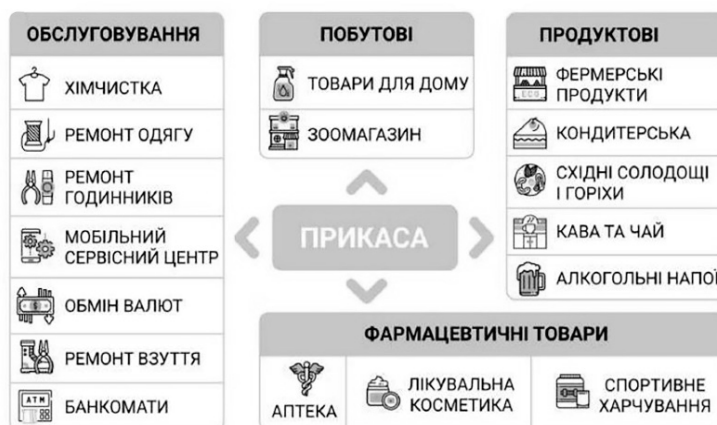 ОБСЛУГОВУВАННЯ
ХІМЧИСТКА
РЕМОНТ ОДЯГУ
РЕМОНТ
ГОДИННИКІВ
МОБІЛЬНИЙ
СЕРВІСНИЙ ЦЕНТР
ОБМІН ВАЛЮТ
РЕМОНТ ВЗУТТЯ
ATM
БАНКОМАТИ
ПОБУТОВІ
ТОВАРИ ДЛЯ ДОМУ
ЗООМАГАЗИН
ПРИКАСА
ПРОДУКТОВІ
ECO
ФЕРМЕРСЬКІ
ПРОДУКТИ
КОНДИТЕРСЬКА
СХІДНІ СОЛОДОЩІ
І ГОРІХИ
КАВА ТА ЧАЙ
АЛКОГОЛЬНІ НАПОЇ
ФАРМАЦЕВТИЧНІ ТОВАРИ
АПТЕКА
ЛІКУВАЛЬНА
КОСМЕТИКА
СПОРТИВНЕ
ХАРЧУВАННЯ